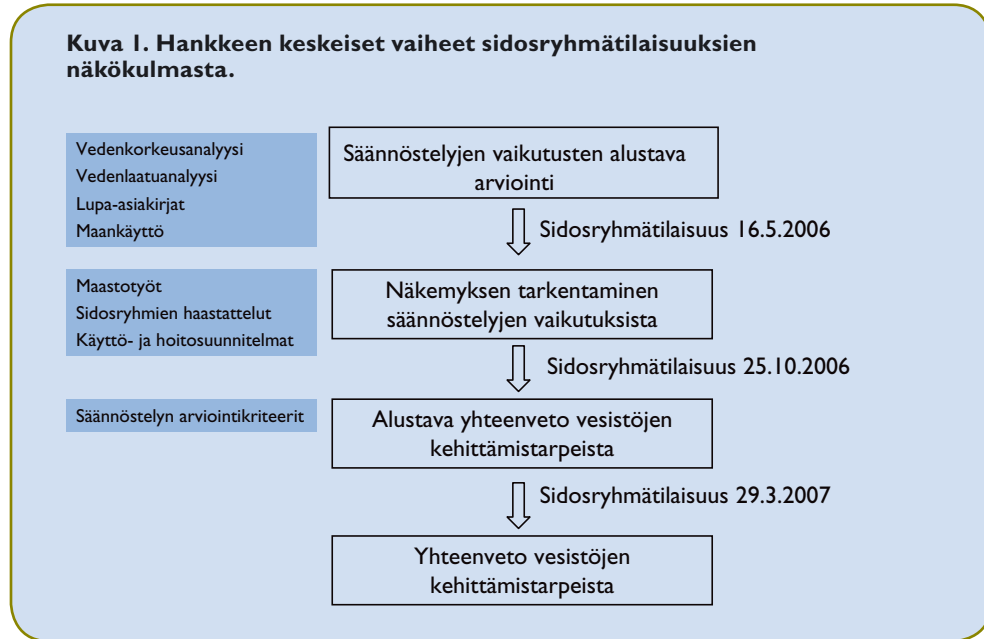 Kuva 1. Hankkeen keskeiset vaiheet sidosryhmätilaisuuksien
näkökulmasta.
Vedenkorkeusanalyysi
Vedenlaatuanalyysi
Lupa-asiakirjat
Maankäyttö
Säännöstelyjen vaikutusten alustava
arviointi
Sidosryhmätilaisuus 16.5.2006
Maastotyöt
Sidosryhmien haastattelut
Käyttö- ja hoitosuunnitelmat
Näkemyksen tarkentaminen
säännöstelyjen vaikutuksista
Sidosryhmätilaisuus 25.10.2006
Säännöstelyn arviointikriteerit
Alustava yhteenveto vesistöjen
kehittämistarpeista
Sidosryhmätilaisuus 29.3.2007
Yhteenveto vesistöjen
kehittämistarpeista